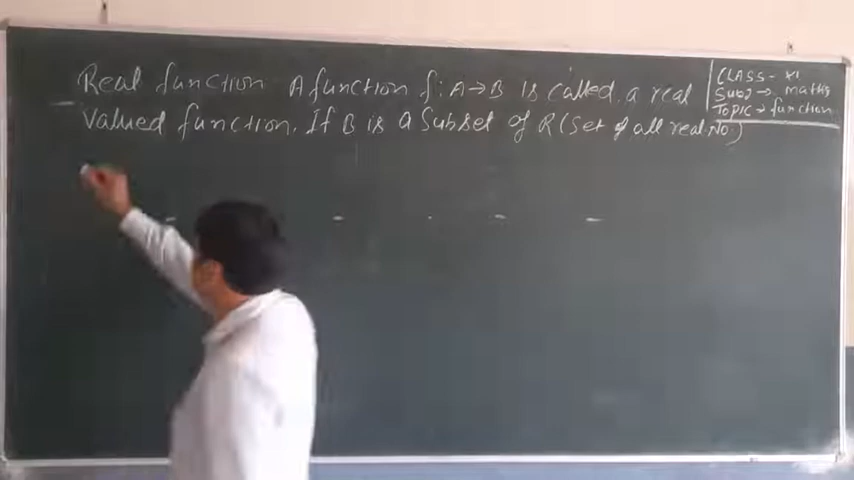 Real function A function f: A→B is called a real
Valued function. If B is a Subset of R (Set of all real No.)
CLASS - XI
Subj → maths
Topic → function